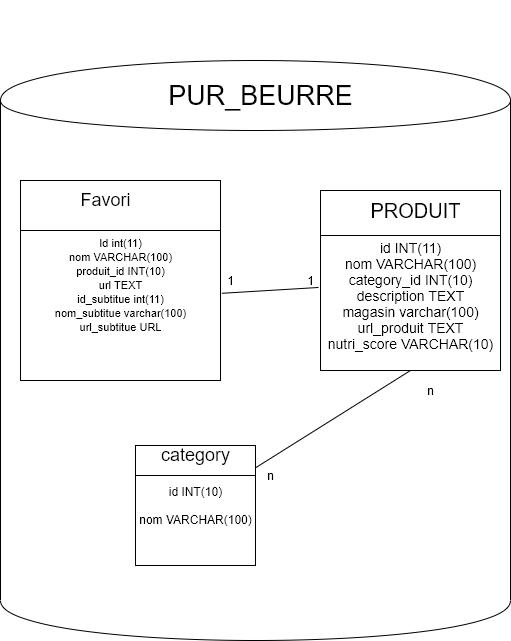 PUR_BEURRE
Favori
Id int(11)
nom VARCHAR(100)
produit_id INT(10)
url TEXT
id_subtitue int(11)
nom_subtitue varchar(100)
url_subtitue URL
1
1
PRODUIT
id INT(11)
nom VARCHAR(100)
category_id INT(10)
description TEXT
magasin varchar(100)
url_produit TEXT
nutri_score VARCHAR(10)
n
n
category
id INT(10)
nom VARCHAR(100)